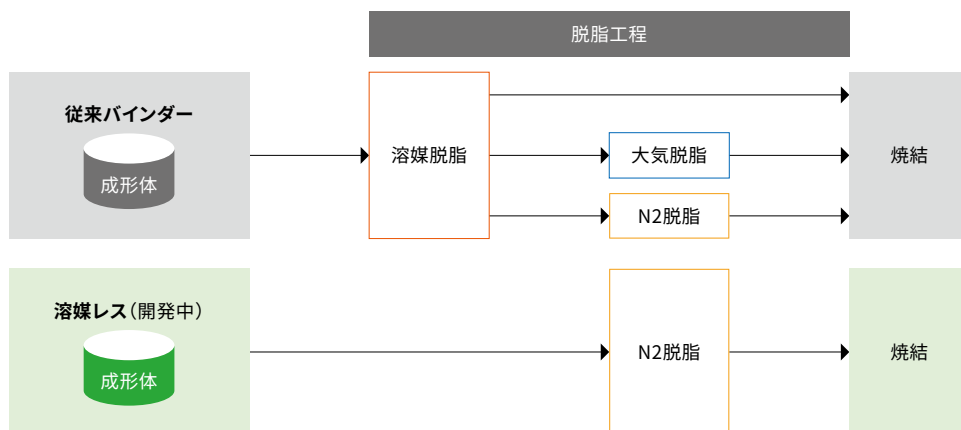 脱脂工程
従来バインダー
成形体
溶媒脱脂
大気脱脂
N2脱脂
焼結
溶媒レス（開発中）
成形体
N2脱脂
焼結